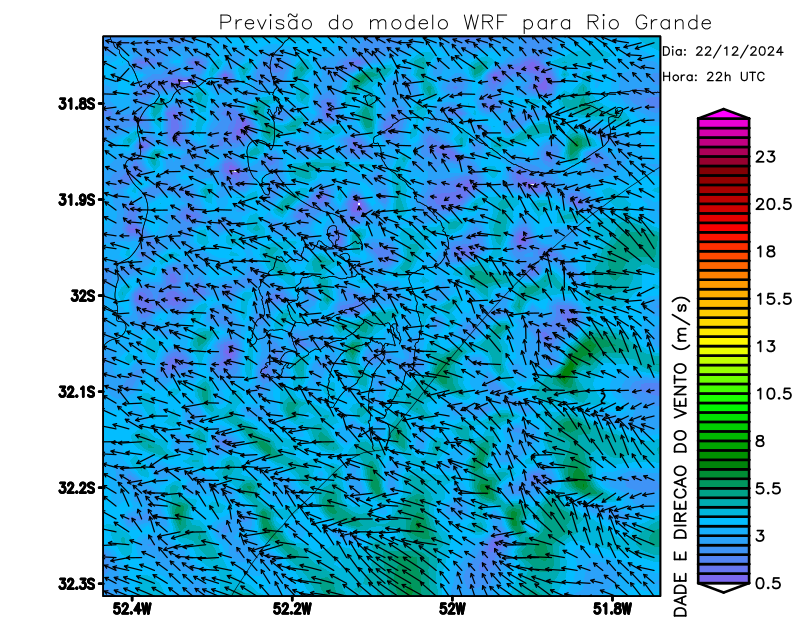 Previsão do modelo WRF para Rio Grande
Dia: 22/12/2024
Hora: 22h UTC
31.8S
31.9S
32S
32.1S
32.2S
32.3S
52.4W
52.2W
52W
51.8W
23
20.5
18
15.5
13
10.5
8
5.5
3
0.5
DADE E DIRECAO DO VENTO (m/s)